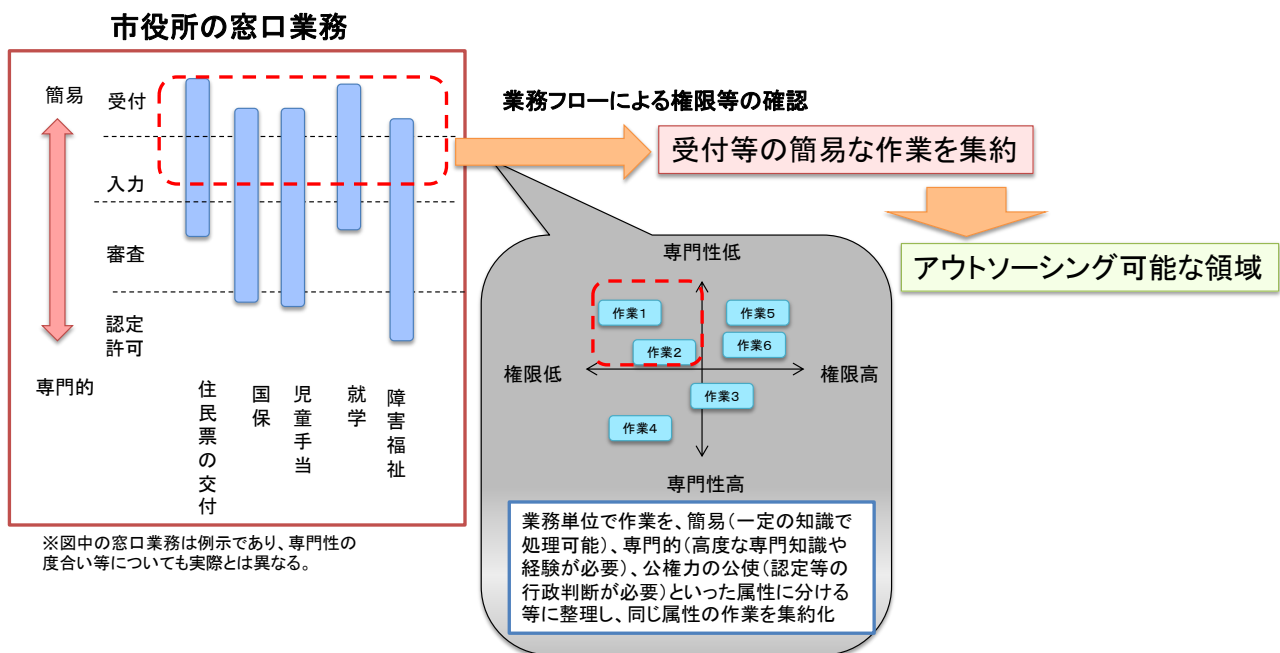 市役所の窓口業務
簡易
専門的
受付
入力
審査
認定
許可
住民票の交付
国保
児童手当
就学
障害福祉
※図中の窓口業務は例示であり、専門性の
度合い等についても実際とは異なる。
業務フローによる権限等の確認
受付等の簡易な作業を集約
アウトソーシング可能な領域
専門性低
作業1
作業5
作業2
作業6
権限低
権限高
作業3
作業4
専門性高
業務単位で作業を、簡易(一定の知識で
処理可能)、専門的(高度な専門知識や
経験が必要)、公権力の公使(認定等の
行政判断が必要)といった属性に分ける
等に整理し、同じ属性の作業を集約化